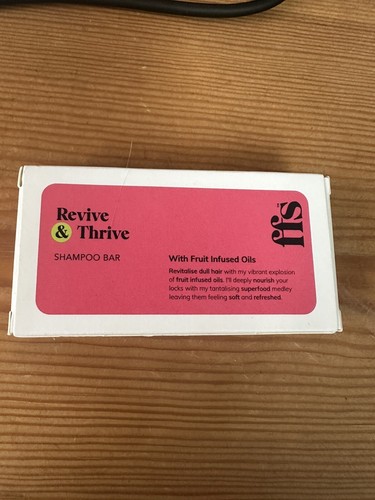 Revive
& Thrive
SHAMPOO BAR
ffs
With Fruit Infused Oils
Revitalise dull hair with my vibrant explosion
of fruit infused oils. I'll deeply nourish your
locks with my tantalising superfood medley
leaving them feeling soft and refreshed.